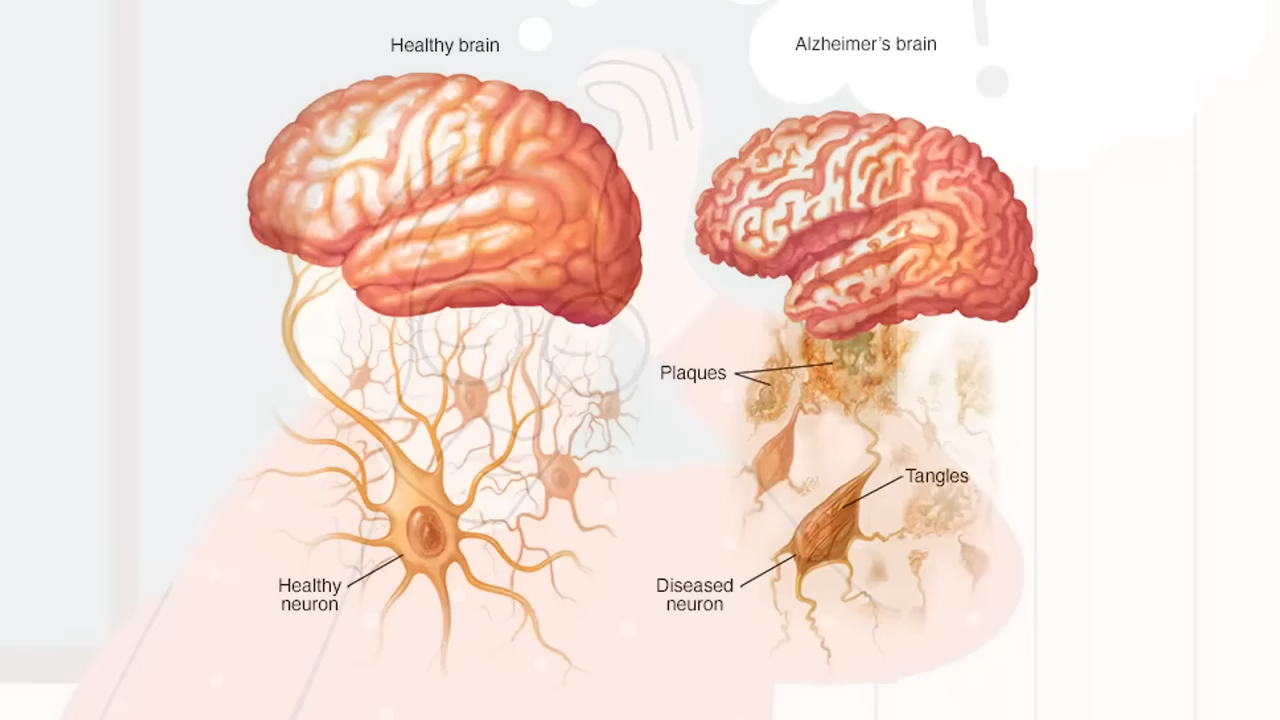 Healthy brain
Alzheimer's brain
Plaques
Tangles
Healthy
neuron
Diseased
neuron